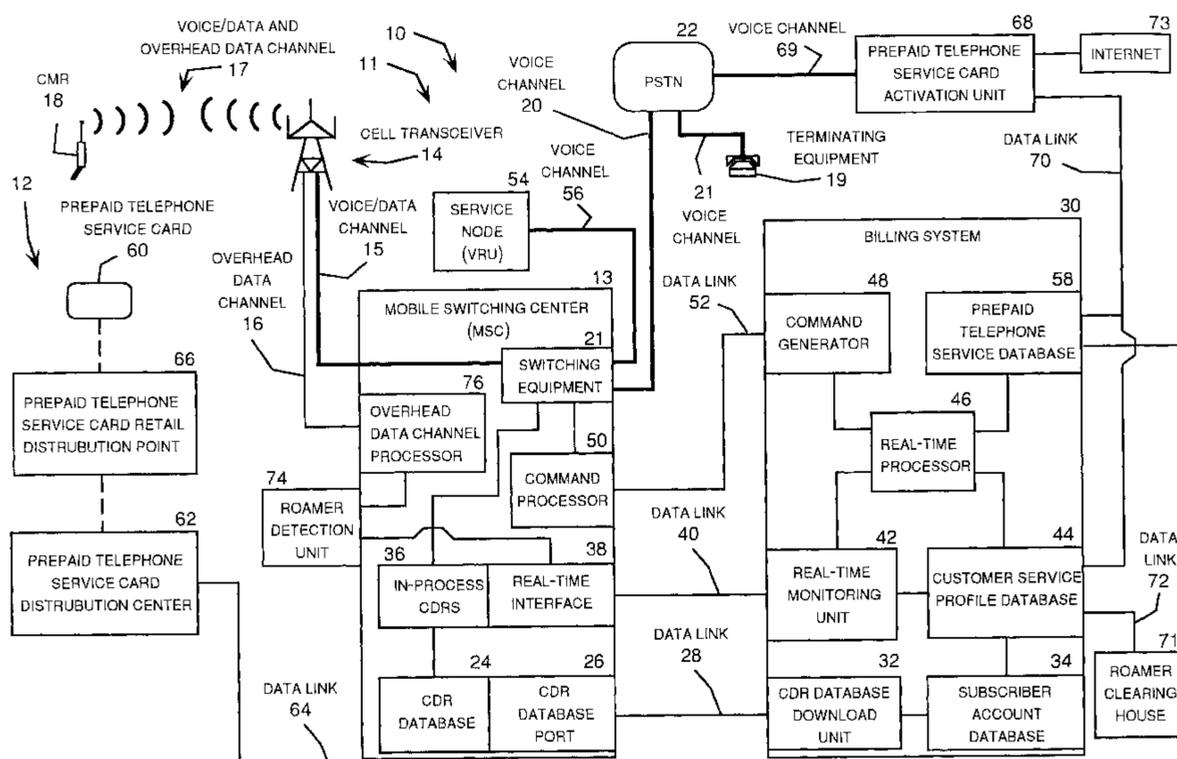 VOICE/DATA AND
OVERHEAD DATA CHANNEL
17
CMR
18
10
11
12
CELL TRANSCEIVER
14
VOICE
CHANNEL
20
22
PSTN
VOICE CHANNEL
69
68
PREPAID TELEPHONE
SERVICE CARD
ACTIVATION UNIT
73
INTERNET
TERMINATING
EQUIPMENT
19
21
VOICE
CHANNEL
DATA LINK
70
PREPAID TELEPHONE
SERVICE CARD
60
VOICE/DATA
CHANNEL
15
54
SERVICE
NODE
(VRU)
VOICE
CHANNEL
56
OVERHEAD
DATA
CHANNEL
16
66
PREPAID TELEPHONE
SERVICE CARD RETAIL
DISTRUBUTION POINT
62
PREPAID TELEPHONE
SERVICE CARD
DISTRUBUTION CENTER
DATA LINK
64
13
MOBILE SWITCHING CENTER
(MSC)
21
SWITCHING
EQUIPMENT
76
OVERHEAD
DATA CHANNEL
PROCESSOR
50
COMMAND
PROCESSOR
74
ROAMER
DETECTION
UNIT
36
IN-PROCESS
CDRS
38
REAL-TIME
INTERFACE
24
CDR
DATABASE
26
CDR
DATABASE
PORT
DATA LINK
52
DATA LINK
40
DATA LINK
28
30
BILLING SYSTEM
48
COMMAND
GENERATOR
58
PREPAID
TELEPHONE
SERVICE DATABASE
46
REAL-TIME
PROCESSOR
42
REAL-TIME
MONITORING
UNIT
44
CUSTOMER SERVICE
PROFILE DATABASE
32
CDR DATABASE
DOWNLOAD
UNIT
34
SUBSCRIBER
ACCOUNT
DATABASE
DATA
LINK
72
71
ROAMER
CLEARING
HOUSE